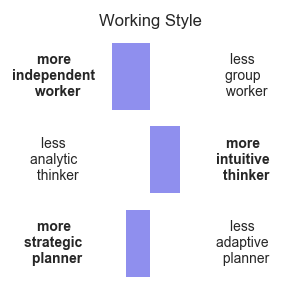 Working Style
more
independent
worker
less
group
worker
less
analytic
thinker
more
intuitive
thinker
more
strategic
planner
less
adaptive
planner